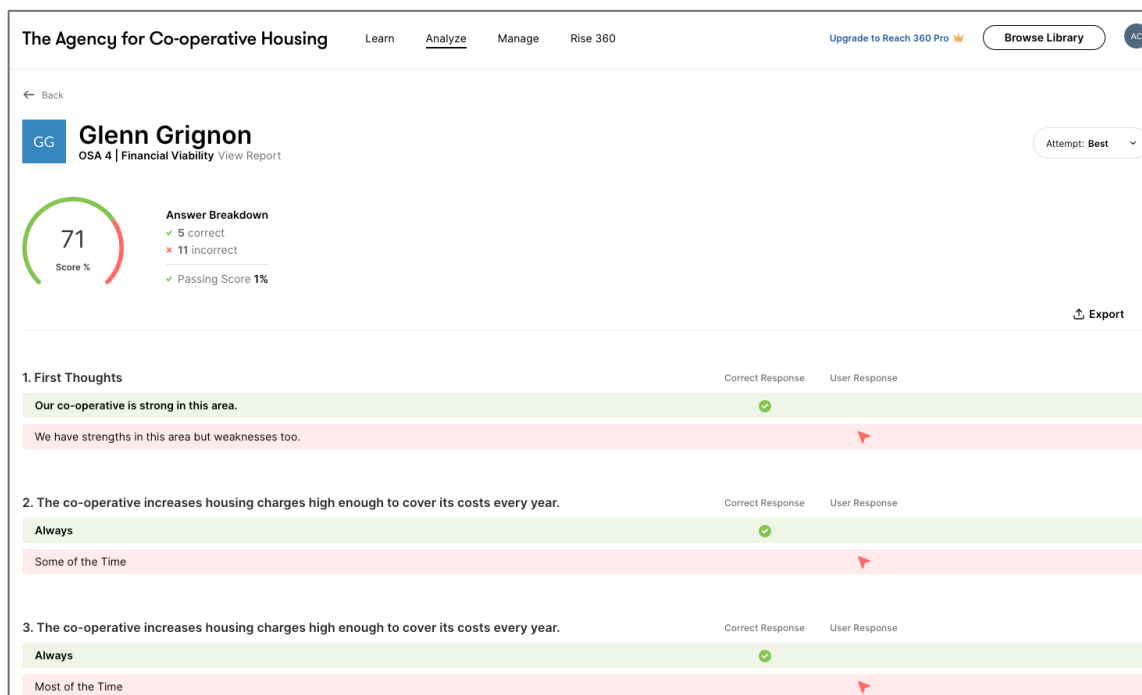 The Agency for Co-operative Housing Learn Analyze Manage Rise 360 Upgrade to Reach 360 Pro Browse Library AC
← Back
GG
Glenn Grignon
OSA 4 | Financial Viability View Report
Attempt: Best
71
Score %
Answer Breakdown
5 correct
11 incorrect
Passing Score 1%
Export
1. First Thoughts Correct Response User Response
Our co-operative is strong in this area.
We have strengths in this area but weaknesses too.
2. The co-operative increases housing charges high enough to cover its costs every year. Correct Response User Response
Always
Some of the Time
3. The co-operative increases housing charges high enough to cover its costs every year. Correct Response User Response
Always
Most of the Time